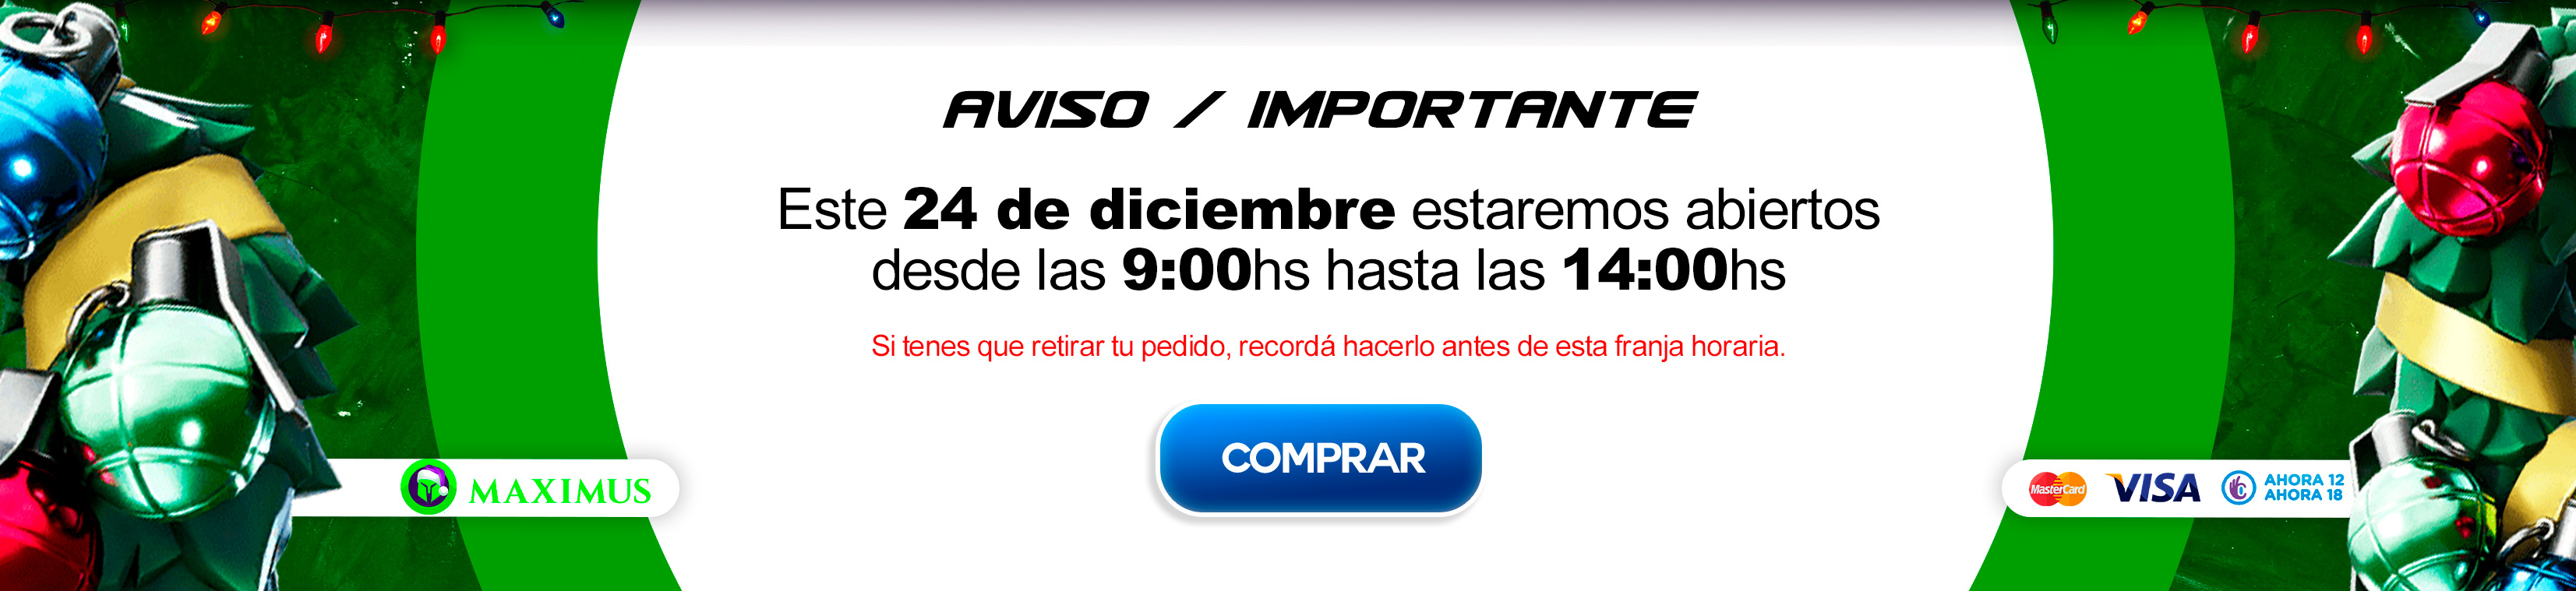 AVISO / IMPORTANTE
Este 24 de diciembre estaremos abiertos
desde las 9:00hs hasta las 14:00hs
Si tenes que retirar tu pedido, recordá hacerlo antes de esta franja horaria.
COMPRAR
MAXIMUS
MasterCard
VISA
AHORA 12
AHORA 18